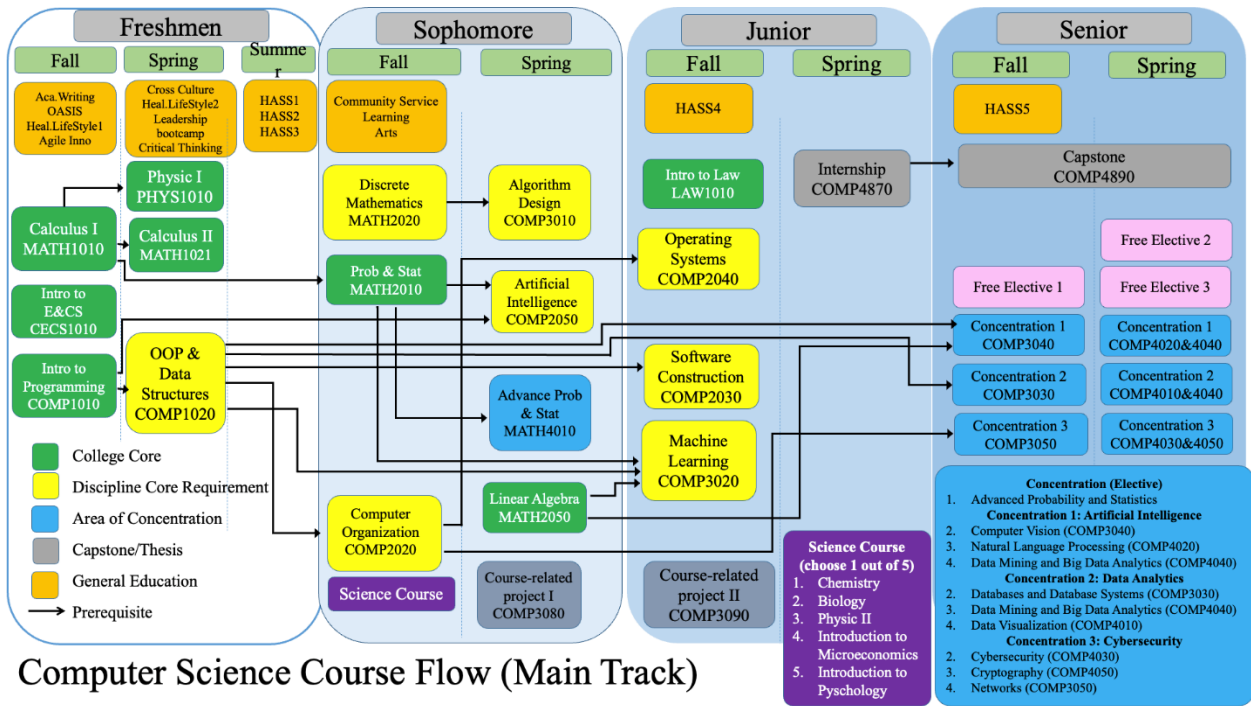 Freshmen
Fall
Spring
Summe
r
Aca.Writing
OASIS
Heal.LifeStyle1
Agile Inno
Cross Culture
Heal.LifeStyle2
Leadership
bootcamp
Critical Thinking
HASS1
HASS2
HASS3
Physic I
PHYS1010
Calculus I
MATH1010
Calculus II
MATH1021
Intro to
E&CS
CECS1010
Intro to
Programming
COMP1010
OOP &
Data
Structures
COMP1020
College Core
Discipline Core Requirement
Area of Concentration
Capstone/Thesis
General Education
Prerequisite
Sophomore
Fall
Spring
Community Service
Learning
Arts
Discrete
Mathematics
MATH2020
Algorithm
Design
COMP3010
Prob & Stat
MATH2010
Artificial
Intelligence
COMP2050
Advance Prob
& Stat
MATH4010
Linear Algebra
MATH2050
Computer
Organization
COMP2020
Science Course
Course-related
project I
COMP3080
Junior
Fall
Spring
HASS4
Intro to Law
LAW1010
Internship
COMP4870
Operating
Systems
COMP2040
Software
Construction
COMP2030
Machine
Learning
COMP3020
Course-related
project II
COMP3090
Science Course
(choose 1 out of 5)
1. Chemistry
2. Biology
3. Physic II
4. Introduction to
Microeconomics
5. Introduction to
Pyschology
Senior
Fall
Spring
HASS5
Capstone
COMP4890
Free Elective 2
Free Elective 1
Free Elective 3
Concentration 1
COMP3040
Concentration 1
COMP4020&4040
Concentration 2
COMP3030
Concentration 2
COMP4010&4040
Concentration 3
COMP3050
Concentration 3
COMP4030&4050
Concentration (Elective)
1. Advanced Probability and Statistics
Concentration 1: Artificial Intelligence
2. Computer Vision (COMP3040)
3. Natural Language Processing (COMP4020)
4. Data Mining and Big Data Analytics (COMP4040)
Concentration 2: Data Analytics
2. Databases and Database Systems (COMP3030)
3. Data Mining and Big Data Analytics (COMP4040)
4. Data Visualization (COMP4010)
Concentration 3: Cybersecurity
2. Cybersecurity (COMP4030)
3. Cryptography (COMP4050)
4. Networks (COMP3050)
Computer Science Course Flow (Main Track)